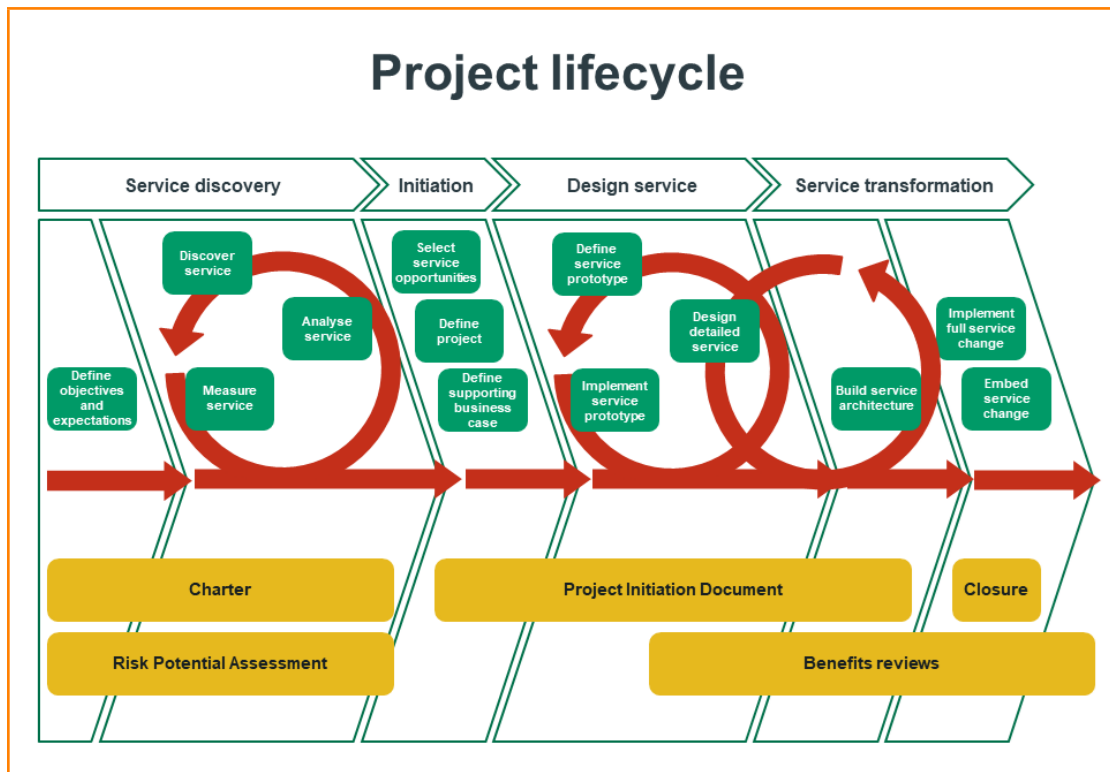 Project lifecycle
Service discovery
Initiation
Design service
Service transformation
Discover
service
Analyse
service
Measure
service
Define
objectives
and
expectations
Select
service
opportunities
Define
project
Define
supporting
business
case
Define
service
prototype
Design
detailed
service
Implement
service
prototype
Build service
architecture
Implement
full service
change
Embed
service
change
Charter
Project Initiation Document
Closure
Risk Potential Assessment
Benefits reviews